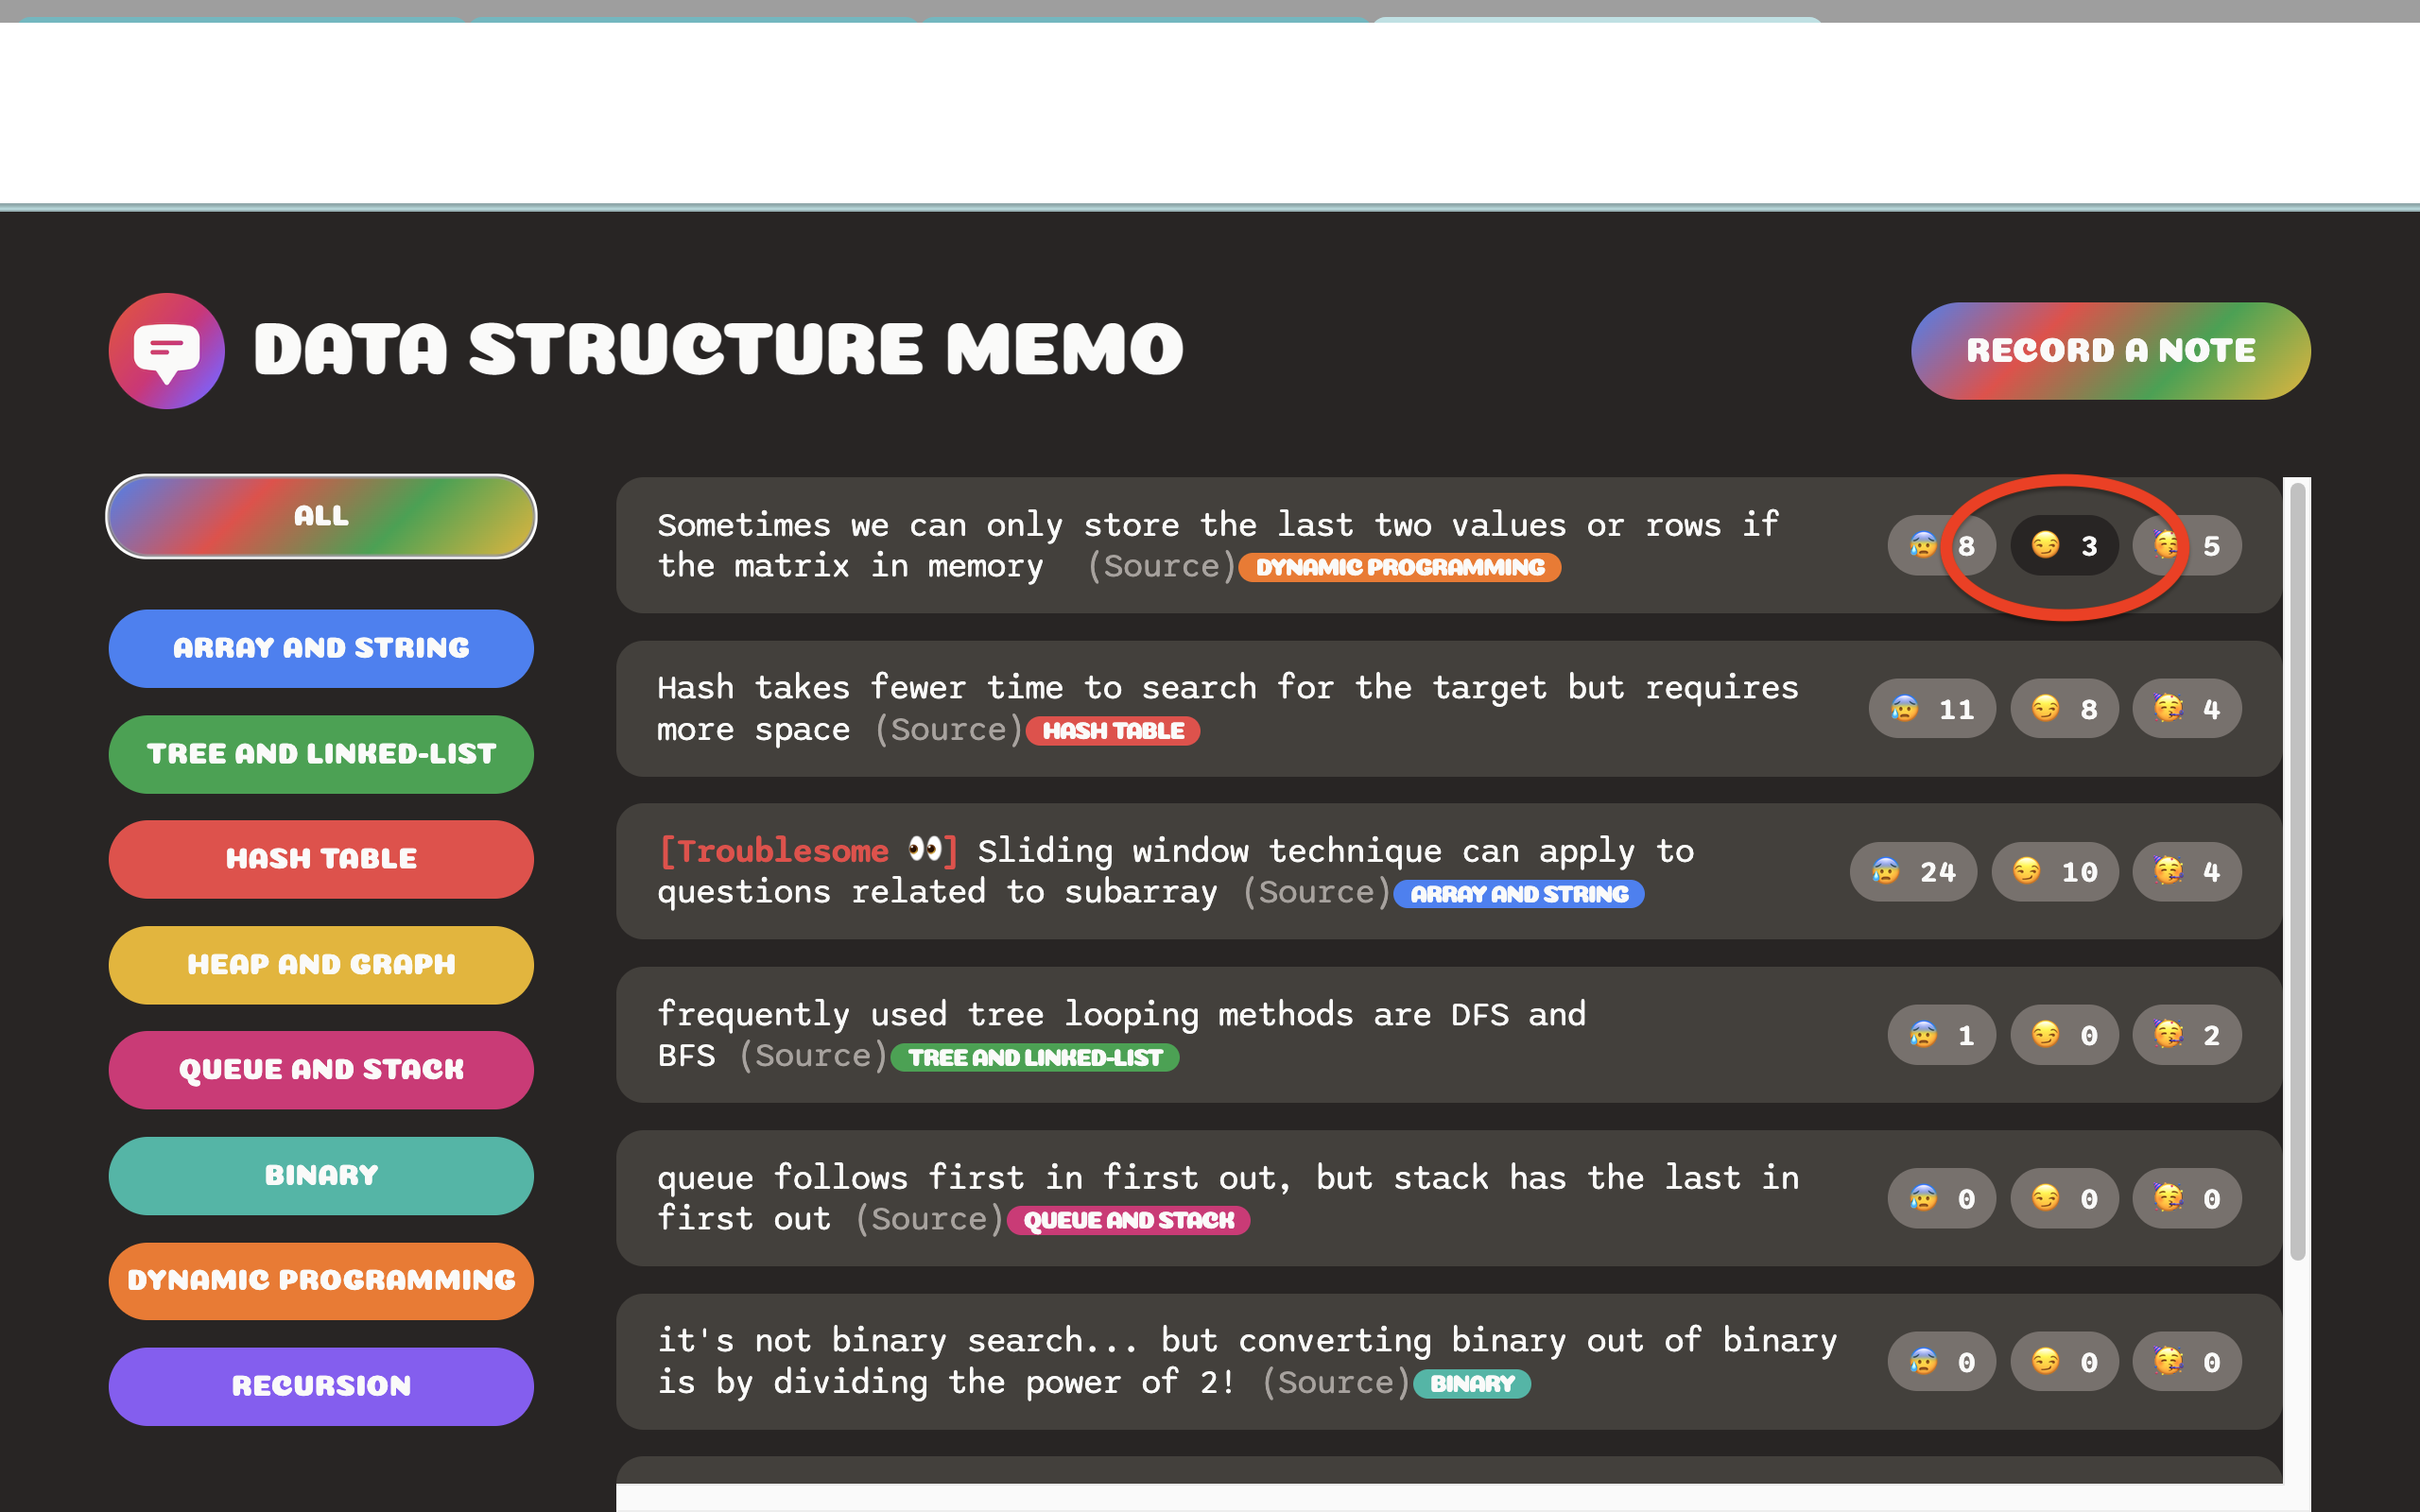 DATA STRUCTURE MEMO
RECORD A NOTE
ALL
ARRAY AND STRING
TREE AND LINKED-LIST
HASH TABLE
HEAP AND GRAPH
QUEUE AND STACK
BINARY
DYNAMIC PROGRAMMING
RECURSION
Sometimes we can only store the last two values or rows if
the matrix in memory (Source) DYNAMIC PROGRAMMING
😰 8 😏 3 🥳 5
Hash takes fewer time to search for the target but requires
more space (Source) HASH TABLE
😰 11 😏 8 🥳 4
[Troublesome 👀] Sliding window technique can apply to
questions related to subarray (Source) ARRAY AND STRING
😰 24 😏 10 🥳 4
frequently used tree looping methods are DFS and
BFS (Source) TREE AND LINKED-LIST
😰 1 😏 0 🥳 2
queue follows first in first out, but stack has the last in
first out (Source) QUEUE AND STACK
😰 0 😏 0 🥳 0
it's not binary search... but converting binary out of binary
is by dividing the power of 2! (Source) BINARY
😰 0 😏 0 🥳 0